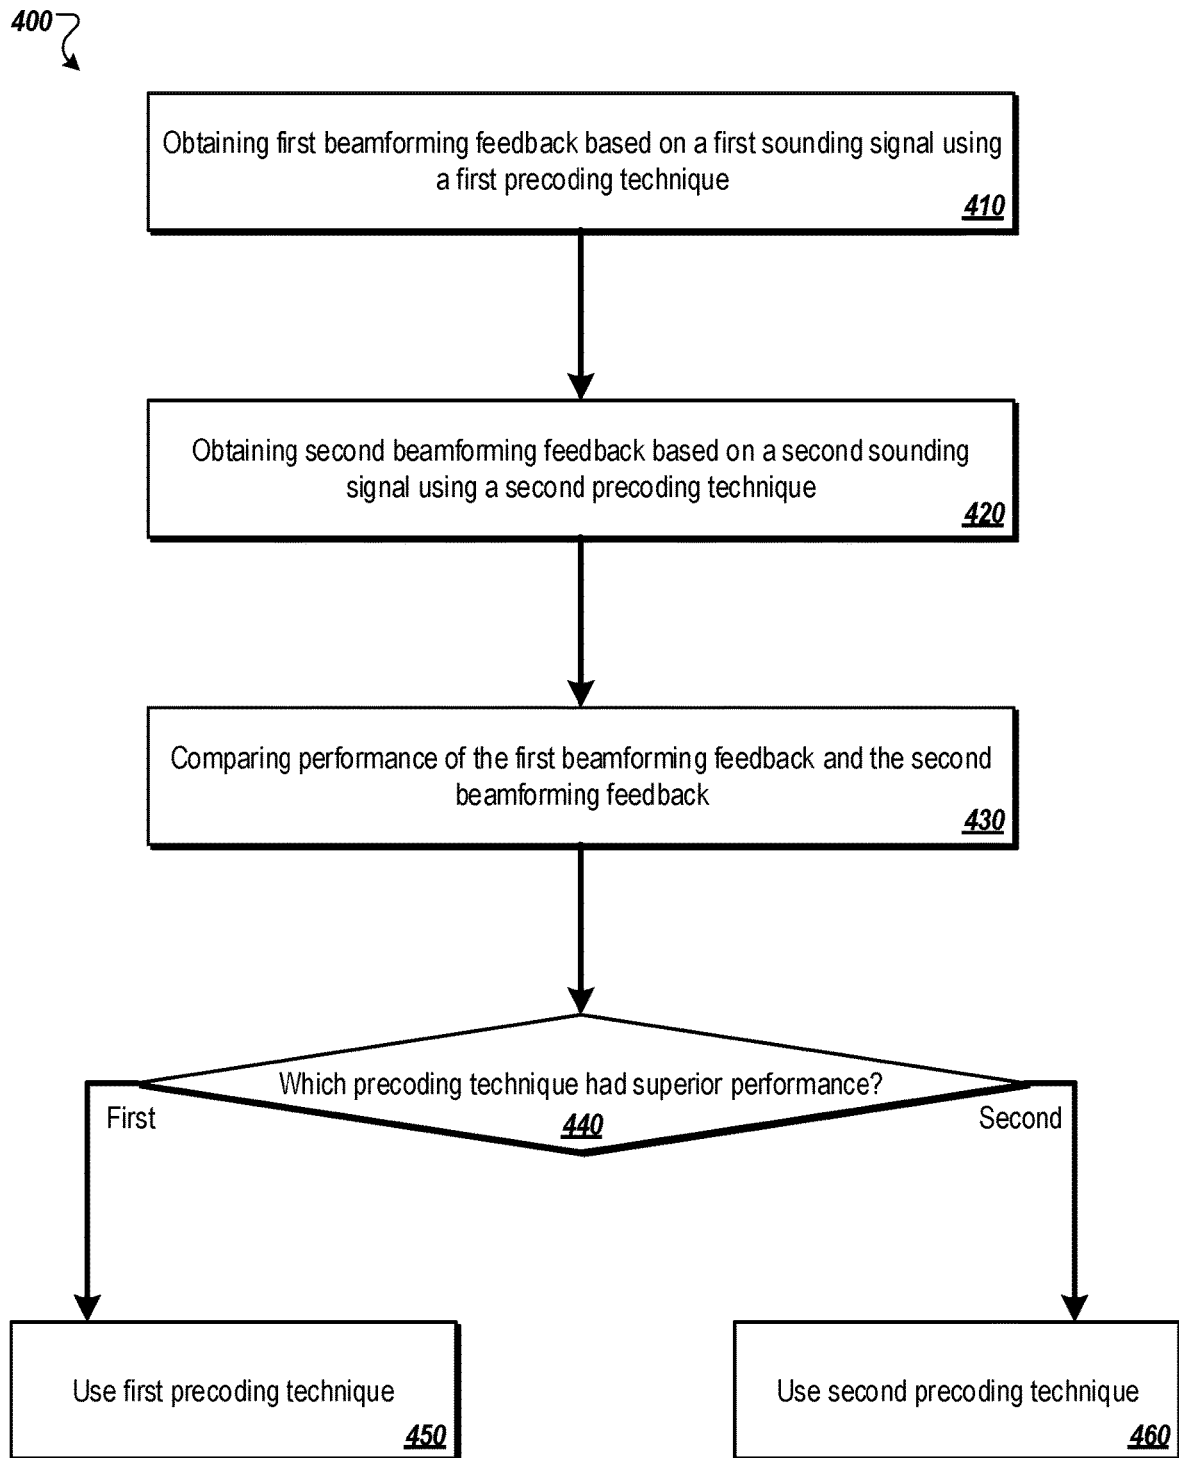 400
Obtaining first beamforming feedback based on a first sounding signal using
a first precoding technique
410
Obtaining second beamforming feedback based on a second sounding
signal using a second precoding technique
420
Comparing performance of the first beamforming feedback and the second
beamforming feedback
430
Which precoding technique had superior performance?
440
First
Second
Use first precoding technique
450
Use second precoding technique
460